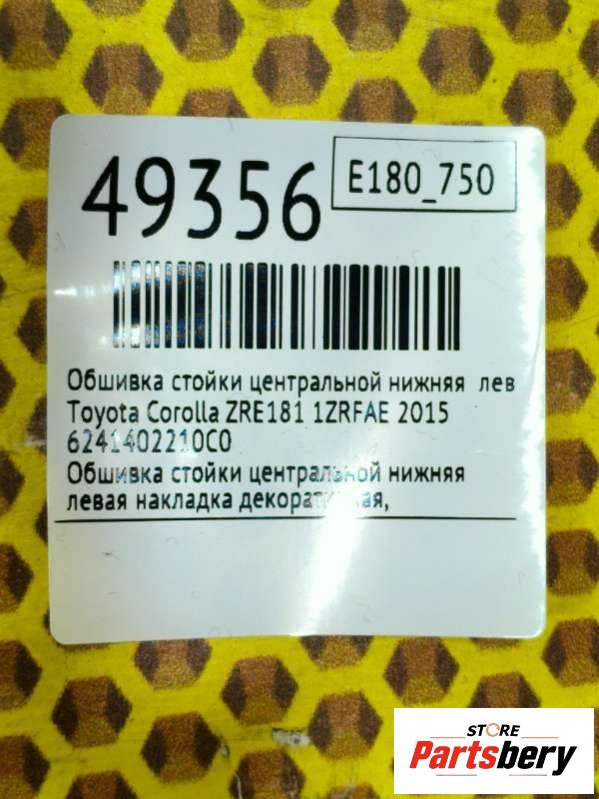 49356
E180_750
Обшивка стойки центральной нижняя лев
Toyota Corolla ZRE181 1ZRFAE 2015
6241402210C0
Обшивка стойки центральной нижняя
левая накладка декоративная,
STORE
Partsbery